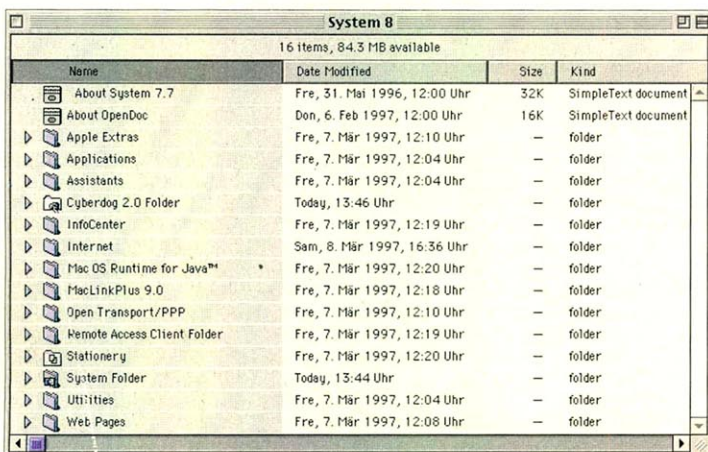 System 8
16 items, 84.3 MB available
Name Date Modified Size Kind
About System 7.7 Fre, 31. Mai 1996, 12:00 Uhr 32K SimpleText document
About OpenDoc Don, 6. Feb 1997, 12:00 Uhr 16K SimpleText document
Apple Extras Fre, 7. Mär 1997, 12:10 Uhr — folder
Applications Fre, 7. Mär 1997, 12:04 Uhr — folder
Assistants Fre, 7. Mär 1997, 12:04 Uhr — folder
Cyberdog 2.0 Folder Today, 13:46 Uhr — folder
InfoCenter Fre, 7. Mär 1997, 12:19 Uhr — folder
Internet Sam, 8. Mär 1997, 16:36 Uhr — folder
Mac OS Runtime for Java™ Fre, 7. Mär 1997, 12:20 Uhr — folder
MacLinkPlus 9.0 Fre, 7. Mär 1997, 12:18 Uhr — folder
Open Transport/PPP Fre, 7. Mär 1997, 12:10 Uhr — folder
Remote Access Client Folder Fre, 7. Mär 1997, 12:19 Uhr — folder
Stationery Fre, 7. Mär 1997, 12:20 Uhr — folder
System Folder Today, 13:44 Uhr — folder
Utilities Fre, 7. Mär 1997, 12:04 Uhr — folder
Web Pages Fre, 7. Mär 1997, 12:08 Uhr — folder